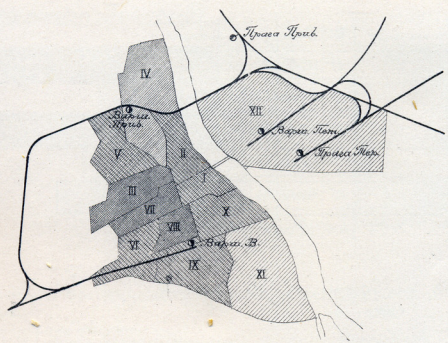 Прага Прив.
IV
XII
Варш.
Прив.
Варш. Пет.
V
II
Прага Тер.
I
III
VII
X
VIII
VI
Варш. В.
IX
XI